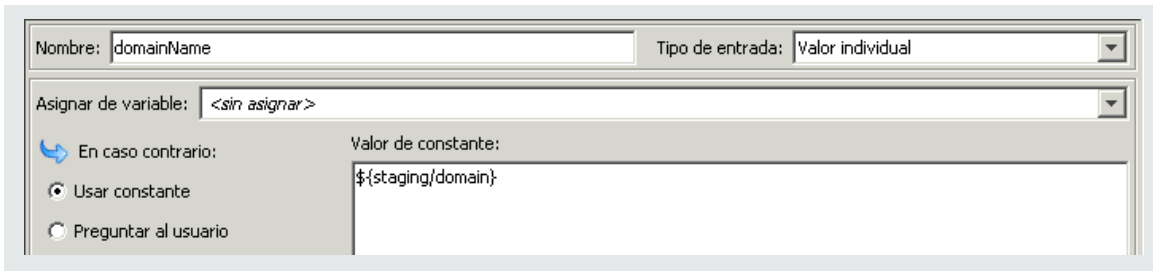 Nombre: domainName Tipo de entrada: Valor individual
Asignar de variable: <sin asignar>
En caso contrario: Valor de constante:
Usar constante ${staging/domain}
Preguntar al usuario